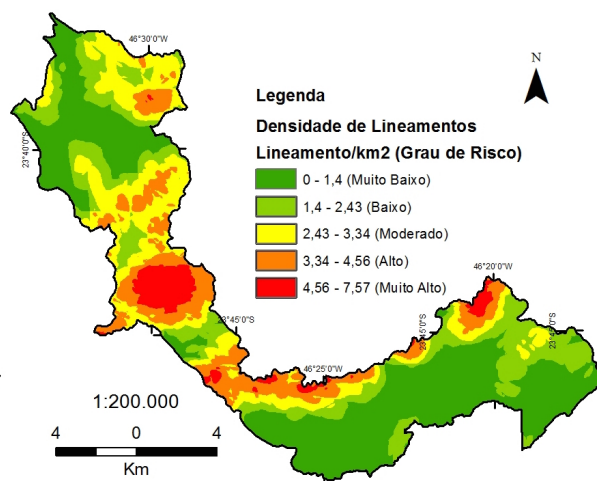 46°30'0"W
N
Legenda
Densidade de Lineamentos
Lineamento/km2 (Grau de Risco)
23°40'0"S
0 - 1,4 (Muito Baixo)
1,4 - 2,43 (Baixo)
2,43 - 3,34 (Moderado)
3,34 - 4,56 (Alto)
4,56 - 7,57 (Muito Alto)
46°20'0"W
23°45'0"S
23°45'0"S
23°45'0"S
46°25'0"W
1:200.000
4 0 4
Km